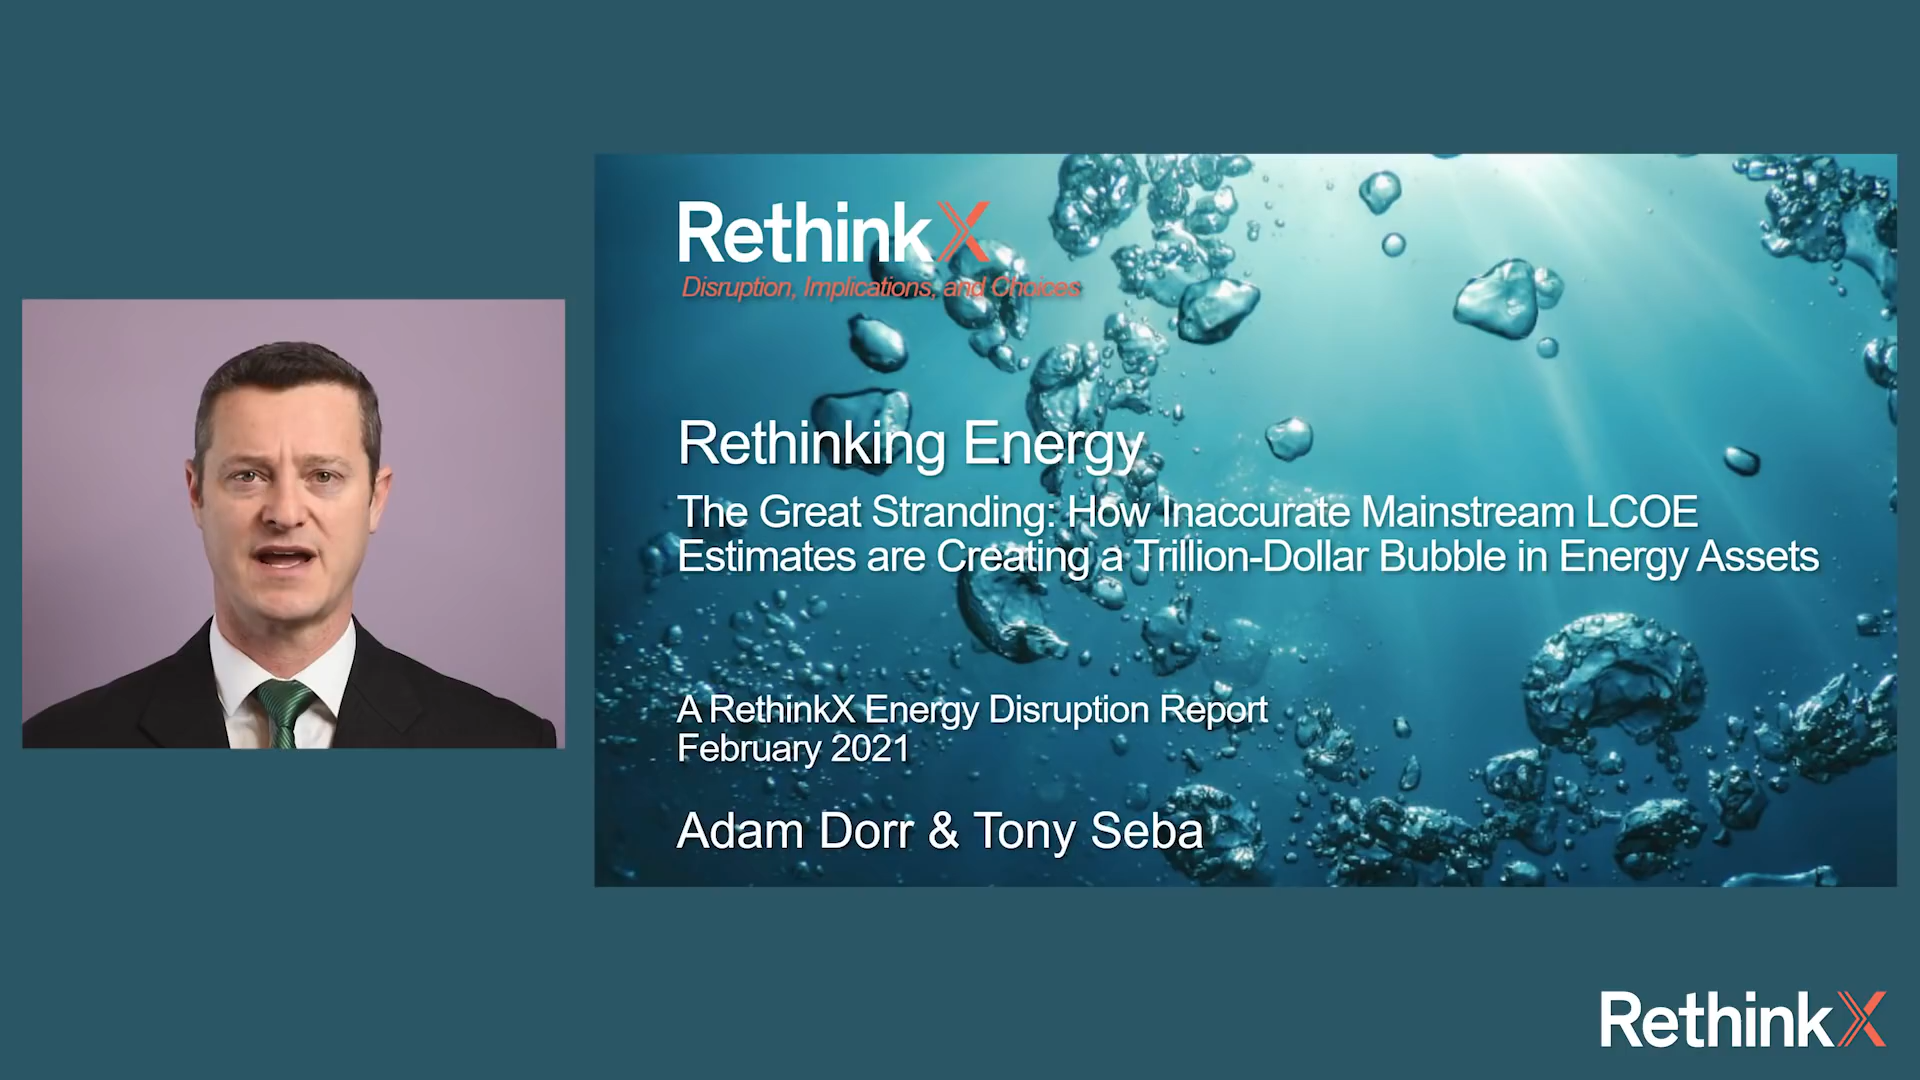 RethinkX
Disruption, Implications, and Choices
Rethinking Energy
The Great Stranding: How Inaccurate Mainstream LCOE
Estimates are Creating a Trillion-Dollar Bubble in Energy Assets
A RethinkX Energy Disruption Report
February 2021
Adam Dorr & Tony Seba
RethinkX